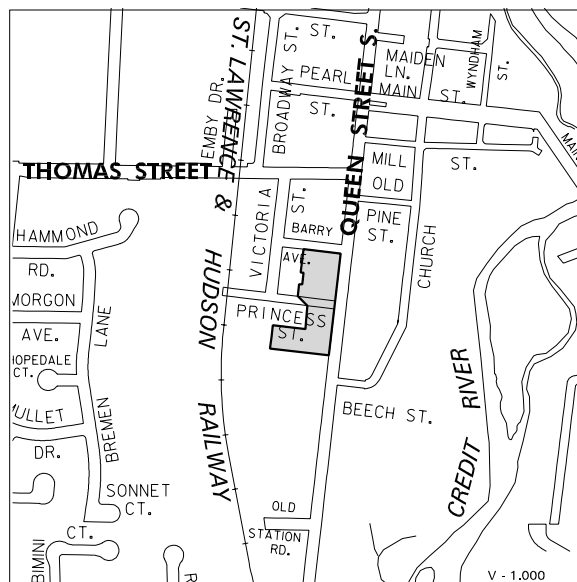 ST.
MAIDEN
LN.
PEARL
ST.
MAIN
ST.
WYNDHAM
ST.
EMBY DR.
ST. LAWRENCE & HUDSON RAILWAY
BROADWAY ST.
QUEEN STREET S.
THOMAS STREET
MILL
ST.
OLD
VICTORIA
ST.
PINE
ST.
BARRY
AVE.
CHURCH
HAMMOND
RD.
MORGON
AVE.
HOPEDALE
CT.
BREMEN LANE
PRINCESS
ST.
BEECH ST.
CREDIT RIVER
DR.
SONNET
CT.
OLD
STATION
RD.
CT.
BIMINI
V - 1.000